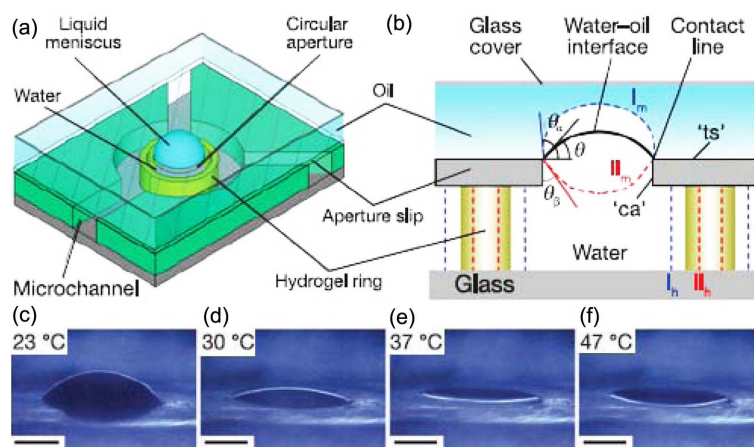 (a)
Liquid
meniscus
Circular
aperture
Water
Oil
Aperture slip
Microchannel
Hydrogel ring
(b)
Glass
cover
Water–oil
interface
Contact
line
I_m
θ_α
θ
'ts'
II_m
θ_β
'ca'
Water
Glass
I_h
II_h
(c)
23 °C
(d)
30 °C
(e)
37 °C
(f)
47 °C